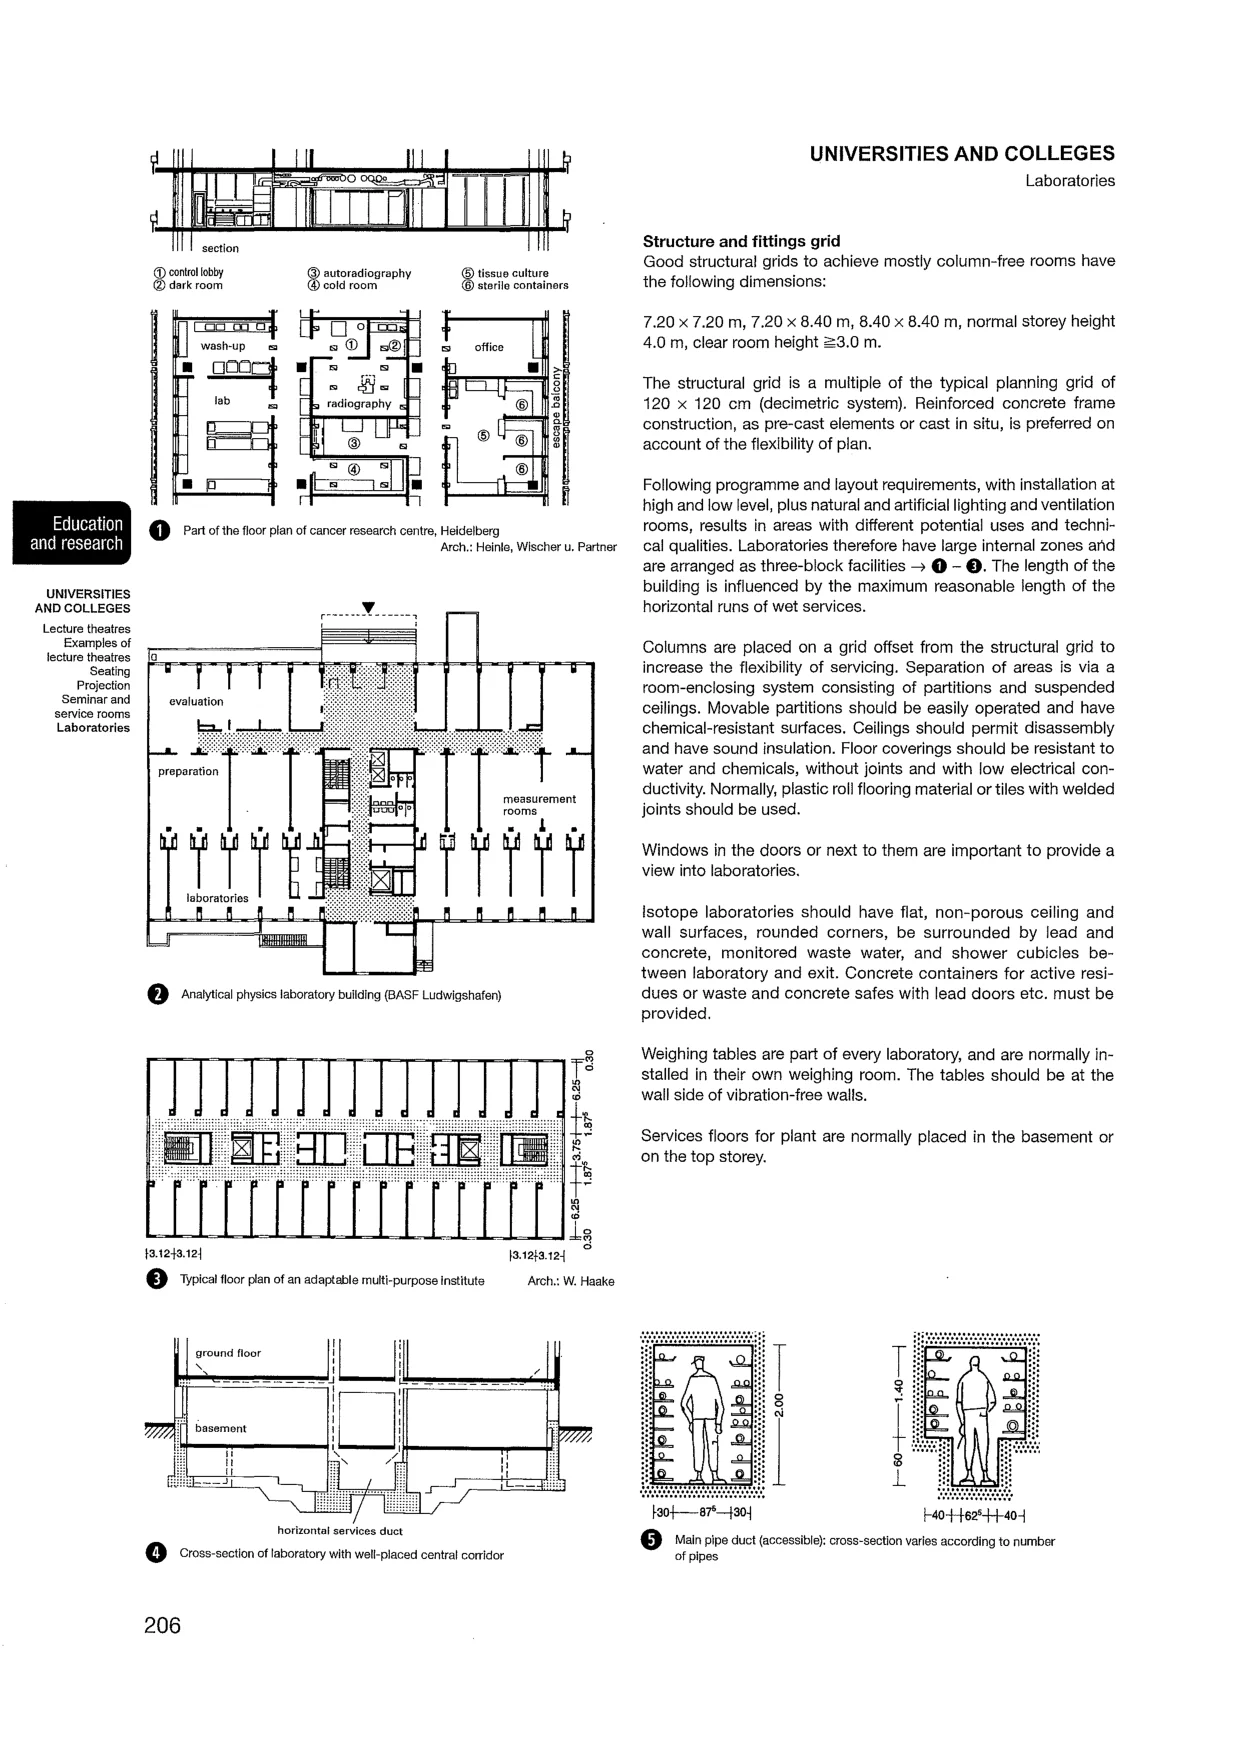 UNIVERSITIES AND COLLEGES
Laboratories
section
① control lobby
② dark room
③ autoradiography
④ cold room
⑤ tissue culture
⑥ sterile containers
wash-up
①
②
office
lab
radiography
③
④
⑤
⑥
⑥
⑥
escape balcony
❶ Part of the floor plan of cancer research centre, Heidelberg
Arch.: Heinle, Wischer u. Partner
Education
and research
UNIVERSITIES
AND COLLEGES
Lecture theatres
Examples of
lecture theatres
Seating
Projection
Seminar and
service rooms
Laboratories
evaluation
preparation
measurement
rooms
laboratories
❷ Analytical physics laboratory building (BASF Ludwigshafen)
0.30
6.25
1.87⁵
3.75
1.87⁵
6.25
0.30
3.12 3.12
3.12 3.12
❸ Typical floor plan of an adaptable multi-purpose institute Arch.: W. Haake
ground floor
basement
horizontal services duct
❹ Cross-section of laboratory with well-placed central corridor
Structure and fittings grid
Good structural grids to achieve mostly column-free rooms have
the following dimensions:
7.20 × 7.20 m, 7.20 × 8.40 m, 8.40 × 8.40 m, normal storey height
4.0 m, clear room height ≧3.0 m.
The structural grid is a multiple of the typical planning grid of
120 × 120 cm (decimetric system). Reinforced concrete frame
construction, as pre-cast elements or cast in situ, is preferred on
account of the flexibility of plan.
Following programme and layout requirements, with installation at
high and low level, plus natural and artificial lighting and ventilation
rooms, results in areas with different potential uses and techni-
cal qualities. Laboratories therefore have large internal zones and
are arranged as three-block facilities → ❶ – ❸. The length of the
building is influenced by the maximum reasonable length of the
horizontal runs of wet services.
Columns are placed on a grid offset from the structural grid to
increase the flexibility of servicing. Separation of areas is via a
room-enclosing system consisting of partitions and suspended
ceilings. Movable partitions should be easily operated and have
chemical-resistant surfaces. Ceilings should permit disassembly
and have sound insulation. Floor coverings should be resistant to
water and chemicals, without joints and with low electrical con-
ductivity. Normally, plastic roll flooring material or tiles with welded
joints should be used.
Windows in the doors or next to them are important to provide a
view into laboratories.
Isotope laboratories should have flat, non-porous ceiling and
wall surfaces, rounded corners, be surrounded by lead and
concrete, monitored waste water, and shower cubicles be-
tween laboratory and exit. Concrete containers for active resi-
dues or waste and concrete safes with lead doors etc. must be
provided.
Weighing tables are part of every laboratory, and are normally in-
stalled in their own weighing room. The tables should be at the
wall side of vibration-free walls.
Services floors for plant are normally placed in the basement or
on the top storey.
2.00
30 87⁵ 30
1.40
60
40 62⁵ 40
❺ Main pipe duct (accessible): cross-section varies according to number
of pipes
206